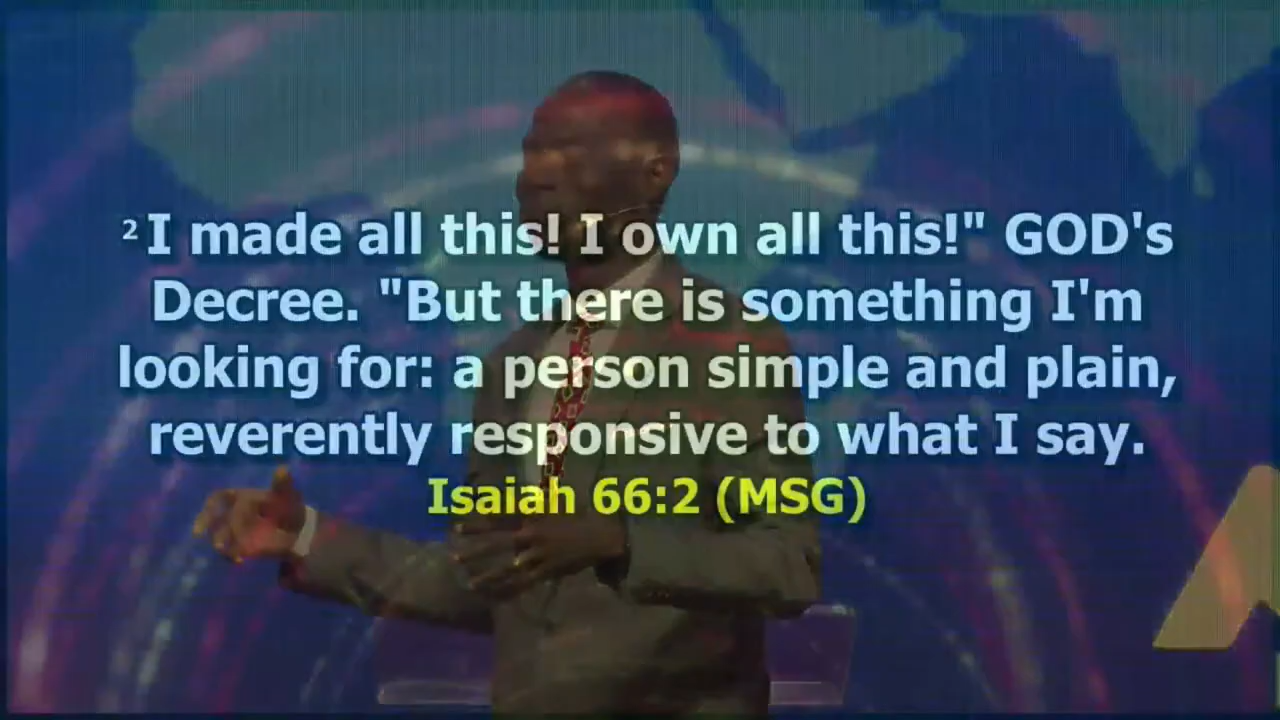 ² I made all this! I own all this!" GOD's
Decree. "But there is something I'm
looking for: a person simple and plain,
reverently responsive to what I say.
Isaiah 66:2 (MSG)